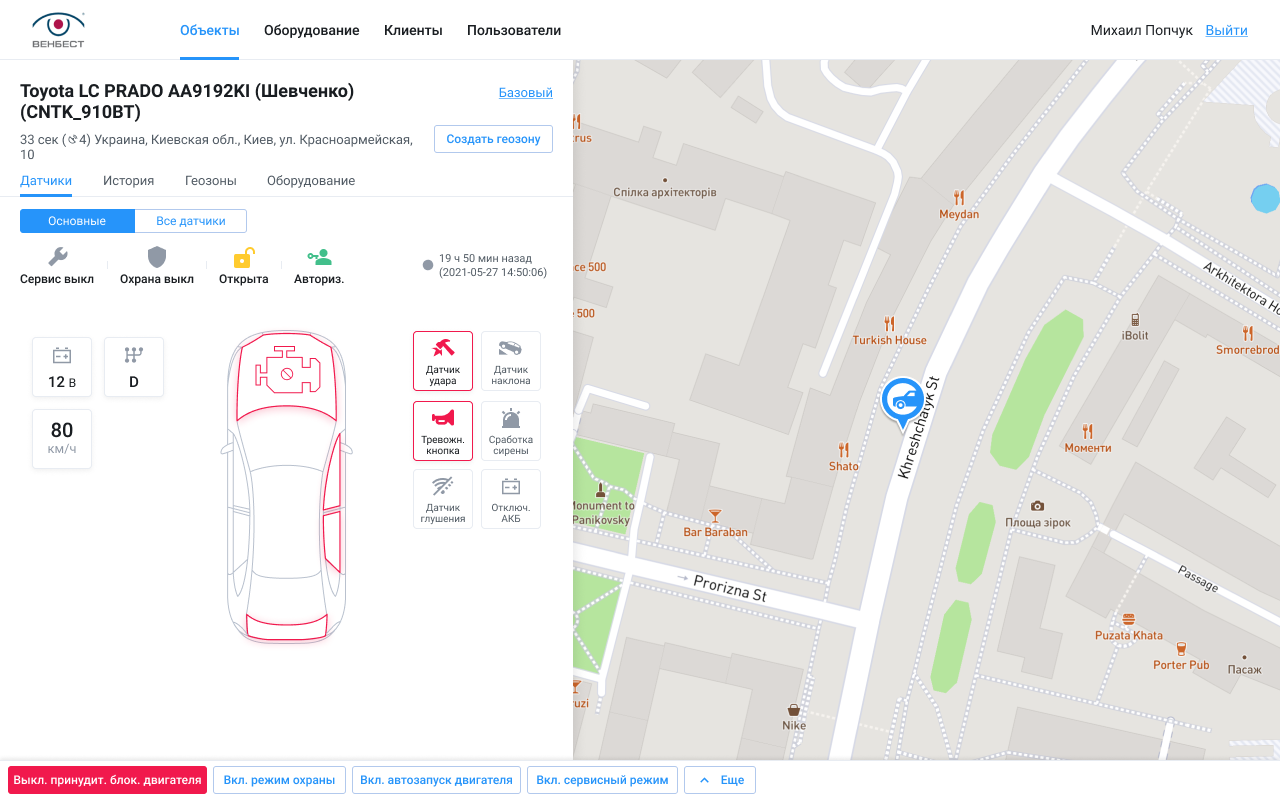 ВЕНБЕСТ
Объекты
Оборудование
Клиенты
Пользователи
Михаил Попчук
Выйти
Toyota LC PRADO AA9192KI (Шевченко)
(CNTK_910BT)
Базовый
33 сек (4) Украина, Киевская обл., Киев, ул. Красноармейская,
10
Создать геозону
Датчики
История
Геозоны
Оборудование
Основные
Все датчики
Сервис выкл
Охрана выкл
Открыта
Авториз.
19 ч 50 мин назад
(2021-05-27 14:50:06)
12 В
D
80
км/ч
Датчик
удара
Датчик
наклона
Тревожн.
кнопка
Сработка
сирены
Датчик
глушения
Отключ.
АКБ
rus
Спілка архітекторів
Meydan
ce 500
500
Turkish House
Arkhitektora Ho
iBolit
Smorrebrod
Khreshchatyk St
Shato
Моменти
Monument to
Panikovsky
Bar Baraban
Площа зірок
Prorizna St
Passage
Puzata Khata
Porter Pub
Пасаж
uzi
Nike
Выкл. принудит. блок. двигателя
Вкл. режим охраны
Вкл. автозапуск двигателя
Вкл. сервисный режим
Еще